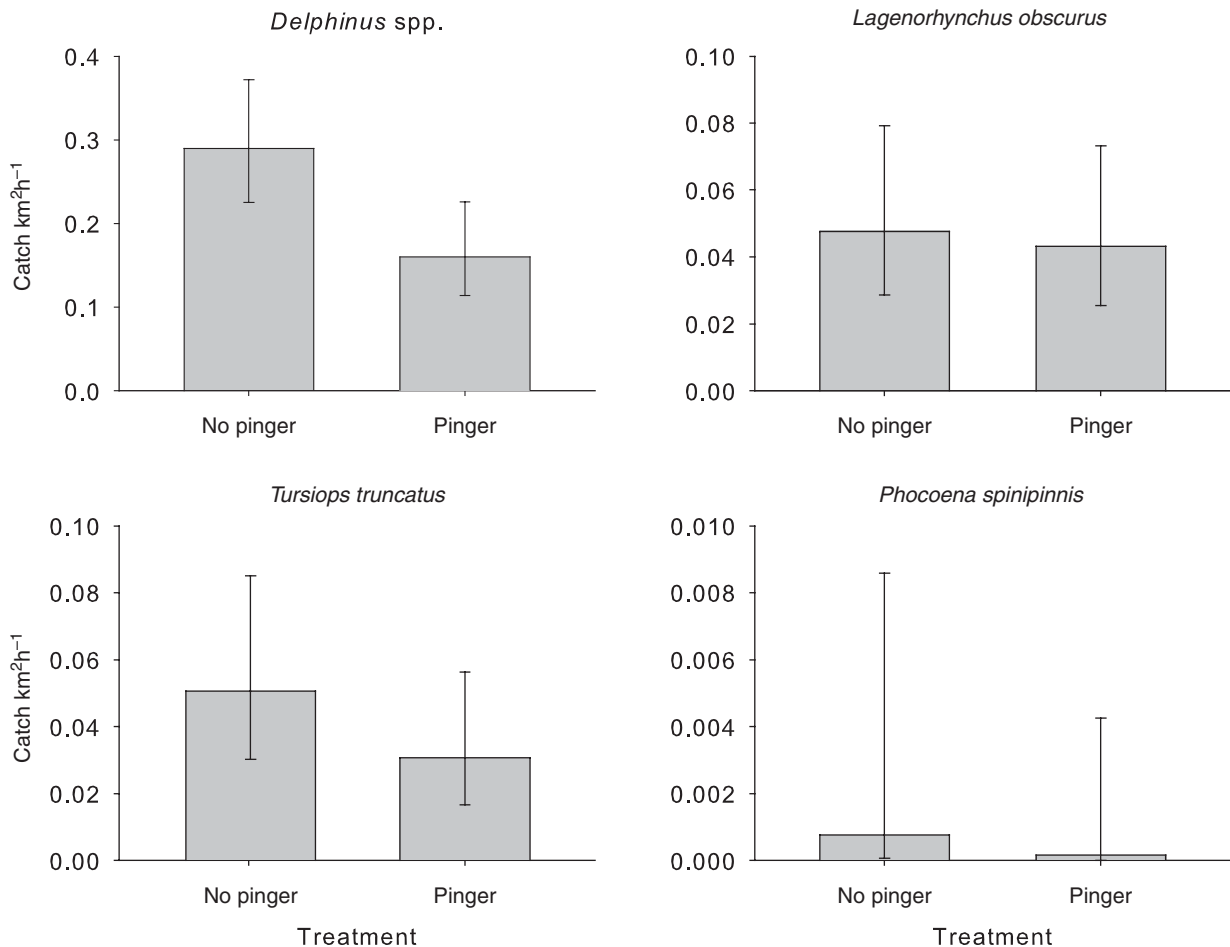 Delphinus spp.
Catch km²h⁻¹
0.4
0.3
0.2
0.1
0.0
No pinger
Pinger
Lagenorhynchus obscurus
0.10
0.08
0.06
0.04
0.02
0.00
No pinger
Pinger
Tursiops truncatus
Catch km²h⁻¹
0.10
0.08
0.06
0.04
0.02
0.00
No pinger
Pinger
Treatment
Phocoena spinipinnis
0.010
0.008
0.006
0.004
0.002
0.000
No pinger
Pinger
Treatment